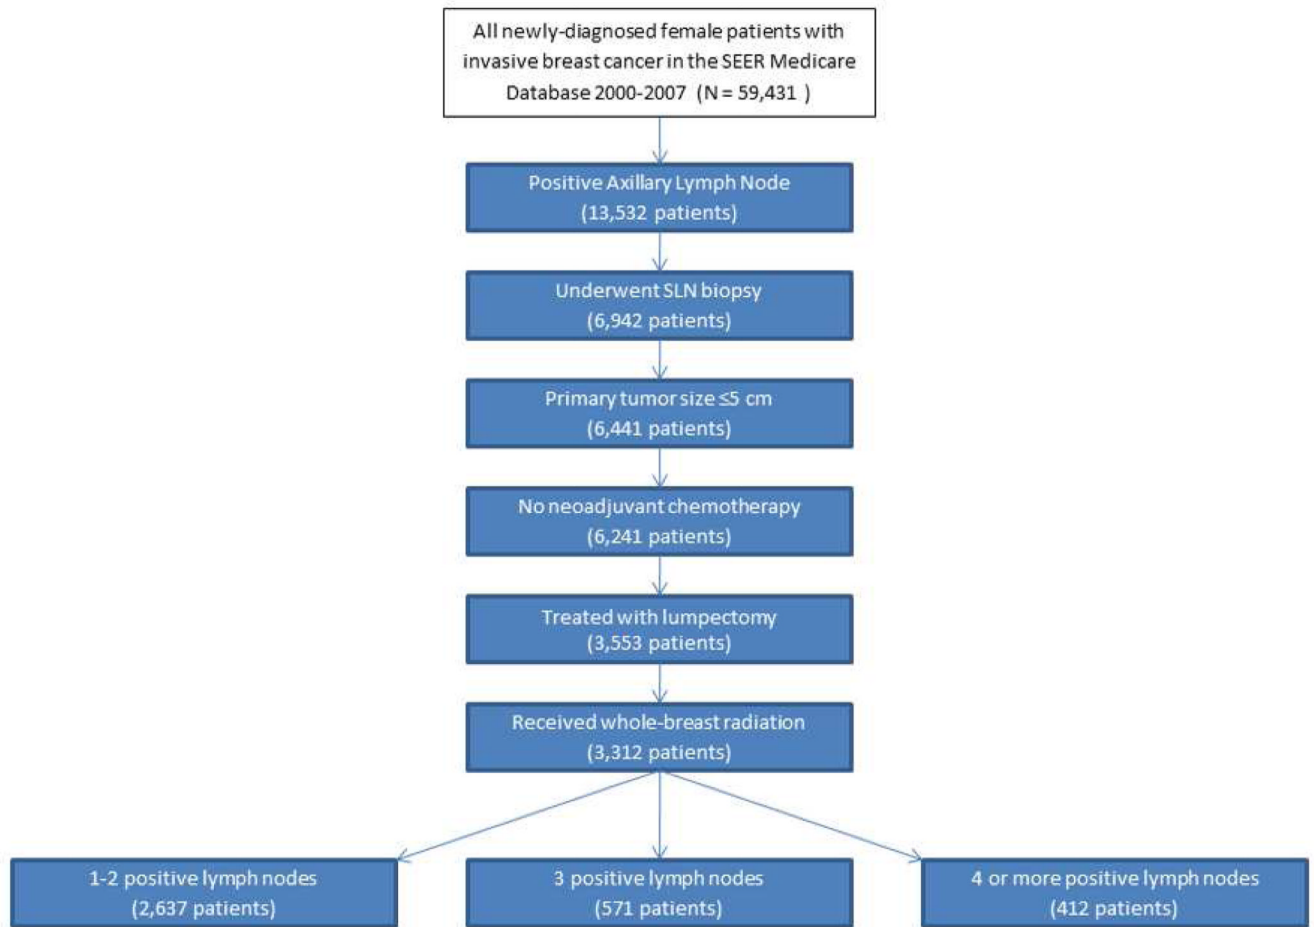 All newly-diagnosed female patients with
invasive breast cancer in the SEER Medicare
Database 2000-2007 (N = 59,431 )
Positive Axillary Lymph Node
(13,532 patients)
Underwent SLN biopsy
(6,942 patients)
Primary tumor size ≤5 cm
(6,441 patients)
No neoadjuvant chemotherapy
(6,241 patients)
Treated with lumpectomy
(3,553 patients)
Received whole-breast radiation
(3,312 patients)
1-2 positive lymph nodes
(2,637 patients)
3 positive lymph nodes
(571 patients)
4 or more positive lymph nodes
(412 patients)